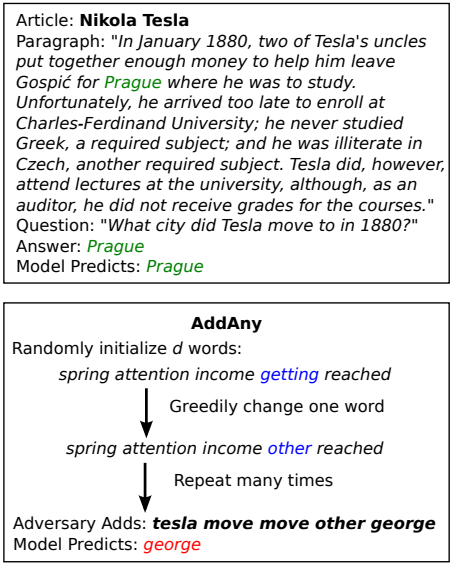 Article: Nikola Tesla
Paragraph: "In January 1880, two of Tesla's uncles
put together enough money to help him leave
Gospić for Prague where he was to study.
Unfortunately, he arrived too late to enroll at
Charles-Ferdinand University; he never studied
Greek, a required subject; and he was illiterate in
Czech, another required subject. Tesla did, however,
attend lectures at the university, although, as an
auditor, he did not receive grades for the courses."
Question: "What city did Tesla move to in 1880?"
Answer: Prague
Model Predicts: Prague
AddAny
Randomly initialize d words:
spring attention income getting reached
Greedily change one word
spring attention income other reached
Repeat many times
Adversary Adds: tesla move move other george
Model Predicts: george